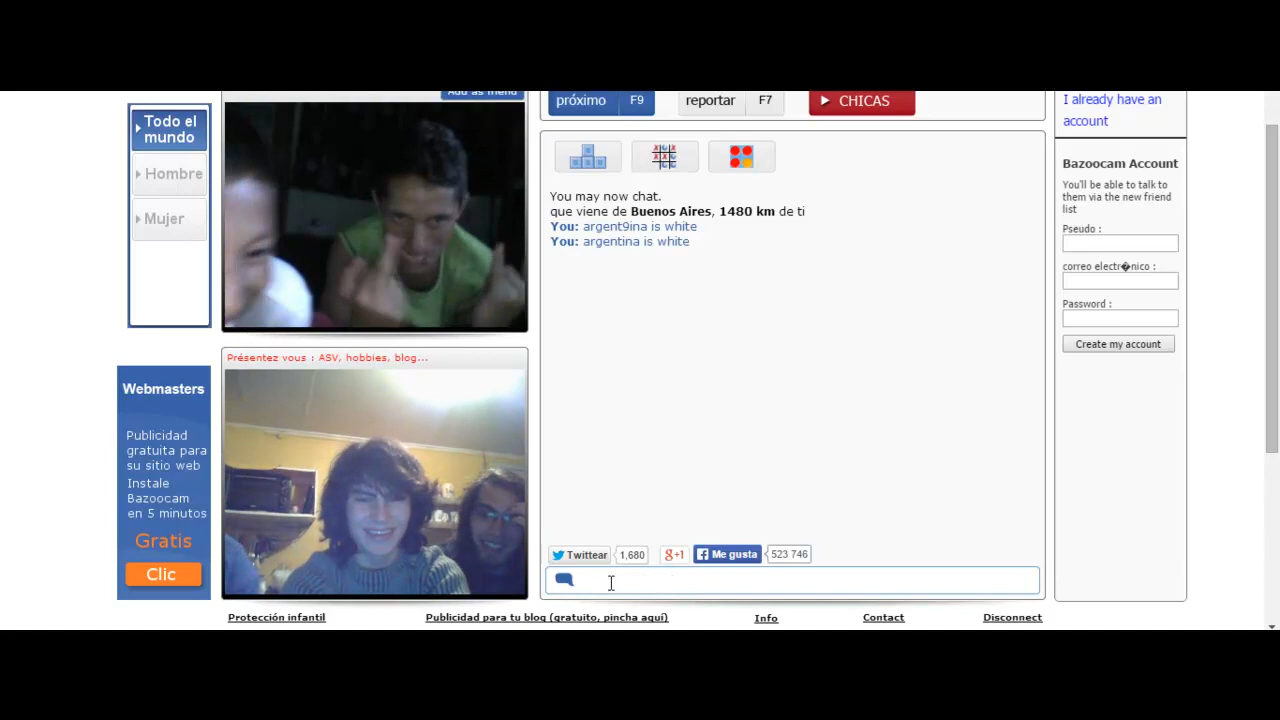 Todo el
mundo
Hombre
Mujer
Webmasters
Publicidad
gratuita para
su sitio web
Instale
Bazoocam
en 5 minutos
Gratis
Clic
Présentez vous : ASV, hobbies, blog...
próximo F9
reportar F7
CHICAS
You may now chat.
que viene de Buenos Aires, 1480 km de ti
You: argent9ina is white
You: argentina is white
Twittear 1,680
g+1
Me gusta 523 746
I already have an
account
Bazoocam Account
You'll be able to talk to
them via the new friend
list
Pseudo :
correo electr�nico :
Password :
Create my account
Protección infantil
Publicidad para tu blog (gratuito, pincha aquí)
Info
Contact
Disconnect